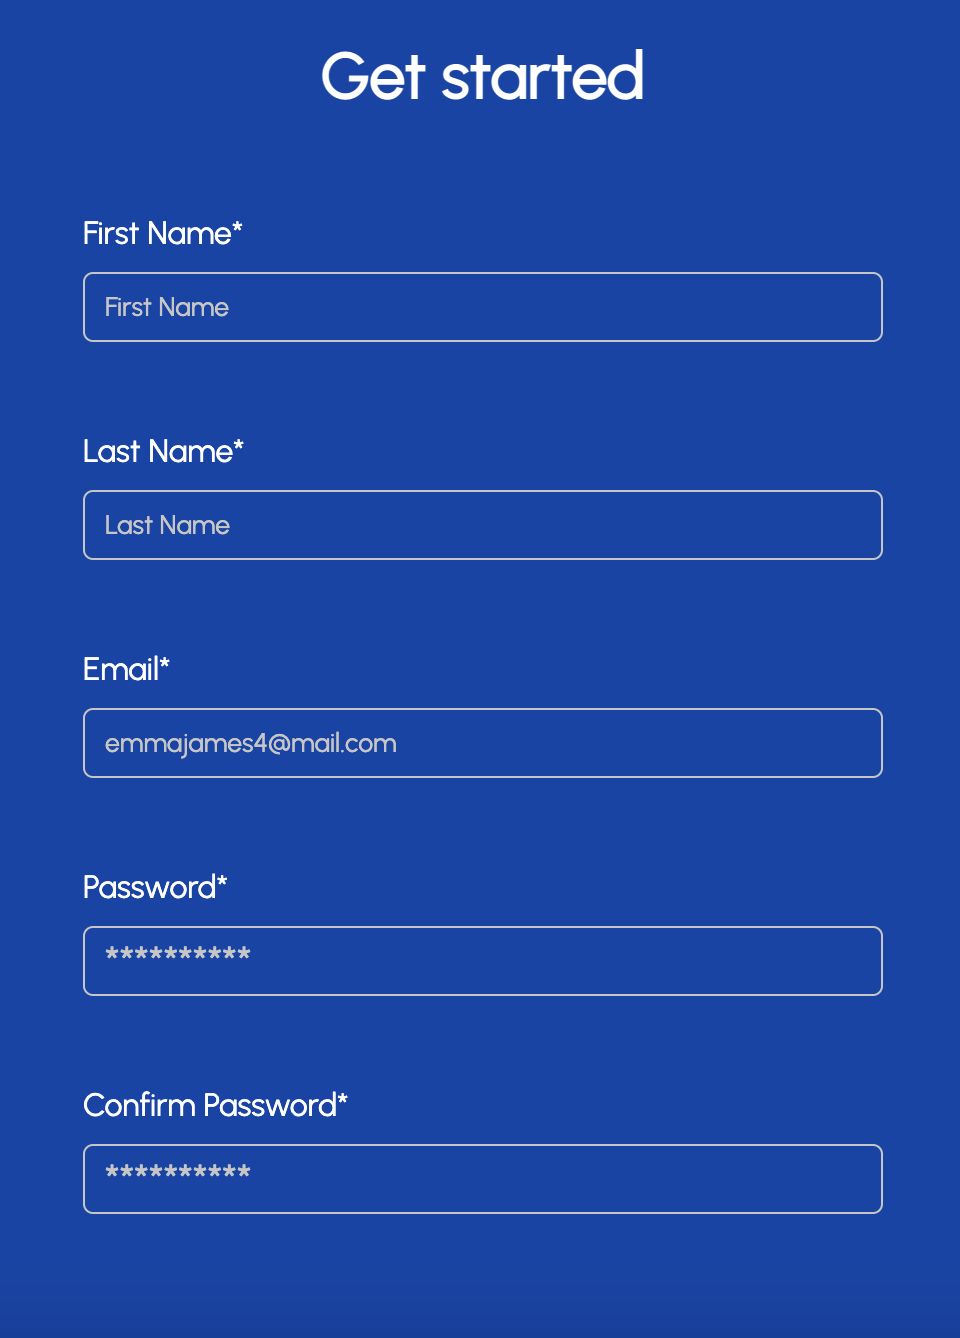 Get started
First Name*
First Name
Last Name*
Last Name
Email*
emmajames4@mail.com
Password*
**********
Confirm Password*
**********